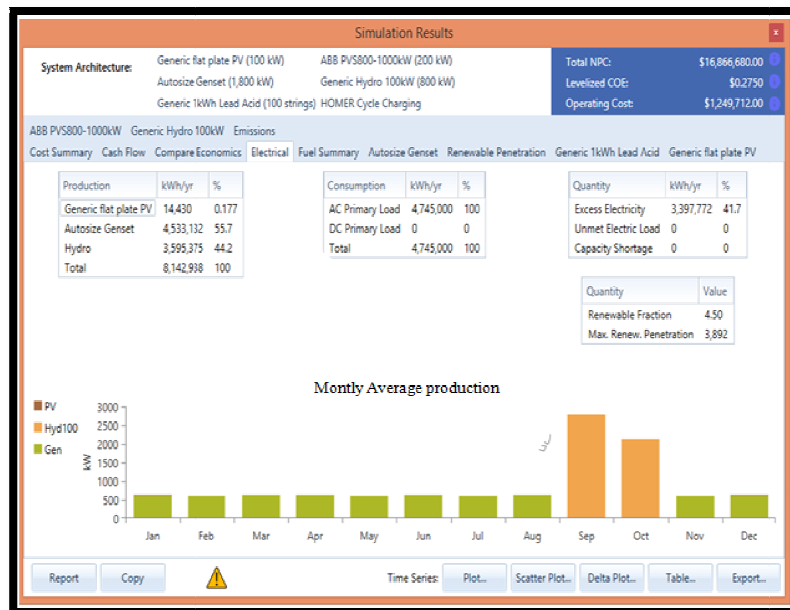 Simulation Results
x
System Architecture:
Generic flat plate PV (100 kW)
Autosize Genset (1,800 kW)
Generic 1kWh Lead Acid (100 strings)
ABB PVS800-1000kW (200 kW)
Generic Hydro 100kW (800 kW)
HOMER Cycle Charging
Total NPC: $16,866,680.00
Levelized COE: $0.2750
Operating Cost: $1,249,712.00
ABB PVS800-1000kW Generic Hydro 100kW Emissions
Cost Summary Cash Flow Compare Economics Electrical Fuel Summary Autosize Genset Renewable Penetration Generic 1kWh Lead Acid Generic flat plate PV
Production kWh/yr %
Generic flat plate PV 14,430 0.177
Autosize Genset 4,533,132 55.7
Hydro 3,595,375 44.2
Total 8,142,938 100
Consumption kWh/yr %
AC Primary Load 4,745,000 100
DC Primary Load 0 0
Total 4,745,000 100
Quantity kWh/yr %
Excess Electricity 3,397,772 41.7
Unmet Electric Load 0 0
Capacity Shortage 0 0
Quantity Value
Renewable Fraction 4.50
Max. Renew. Penetration 3,892
Montly Average production
PV
Hyd100
Gen
kW
3000
2500
2000
1500
1000
500
0
Jan Feb Mar Apr May Jun Jul Aug Sep Oct Nov Dec
Report Copy Time Series: Plot... Scatter Plot... Delta Plot... Table... Export...